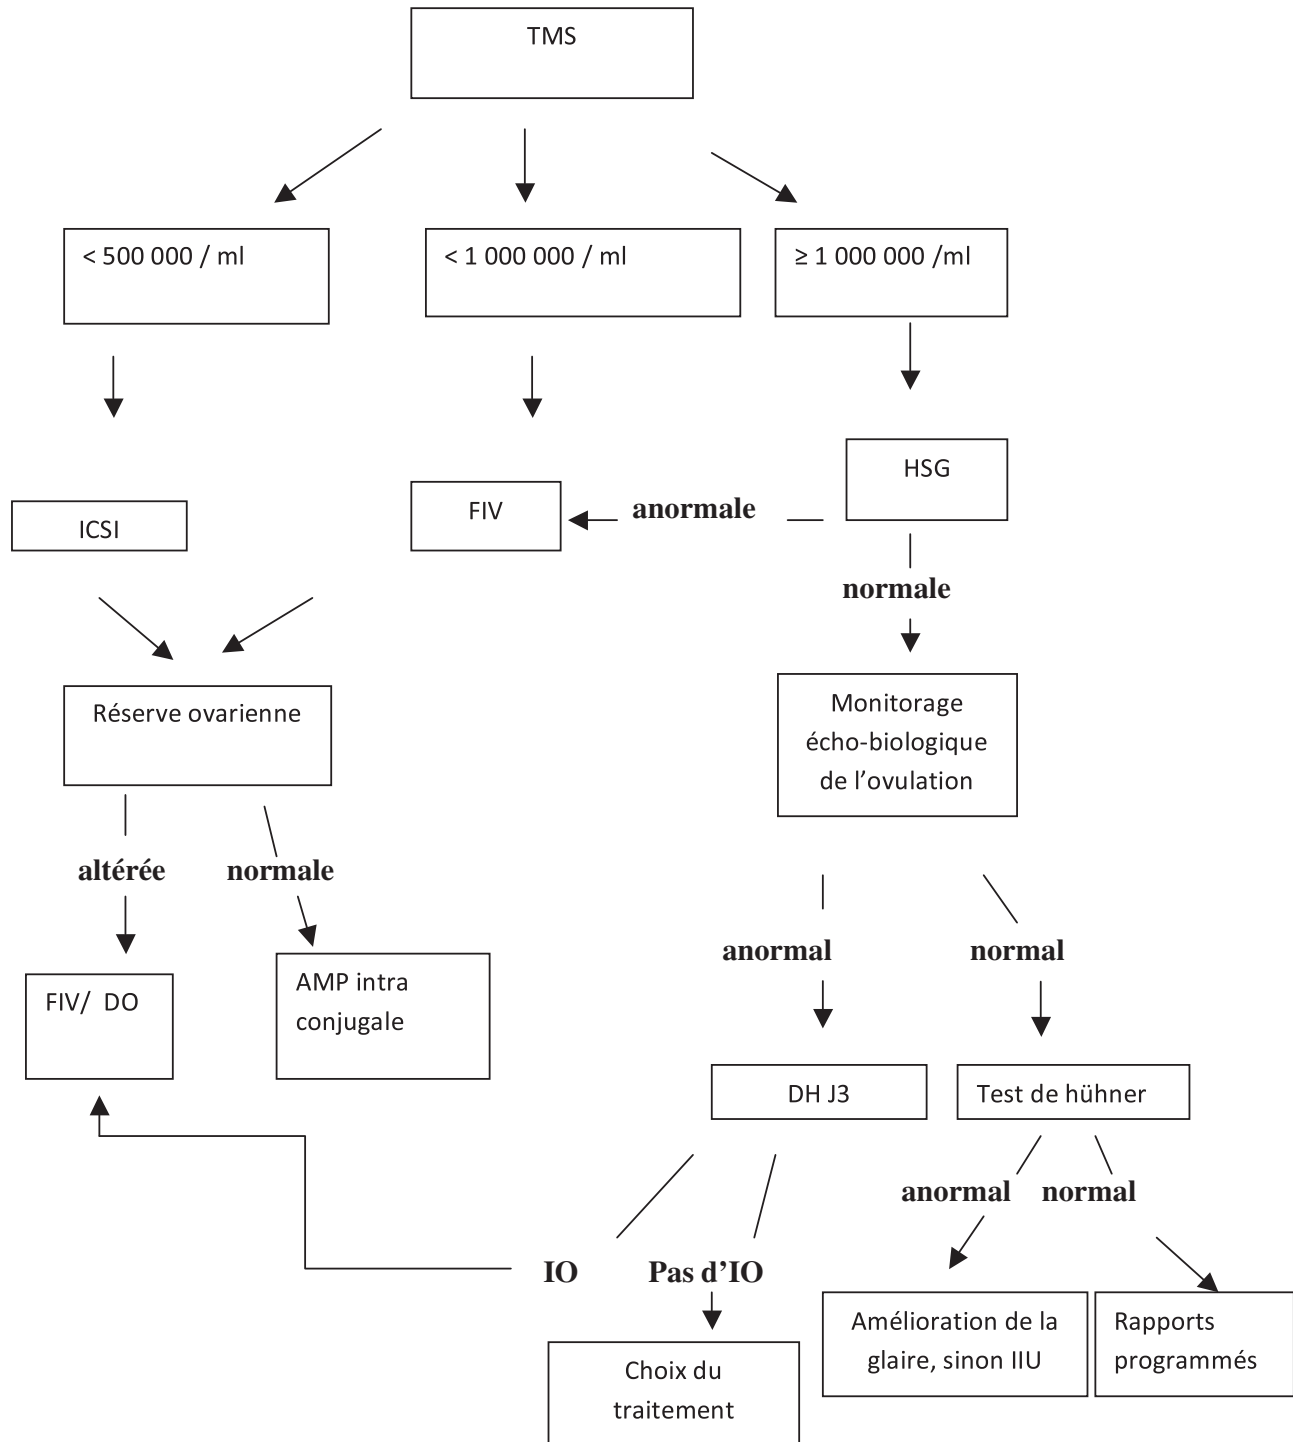 TMS
< 500 000 / ml
< 1 000 000 / ml
≥ 1 000 000 /ml
HSG
FIV
anormale
ICSI
normale
Réserve ovarienne
Monitorage
écho-biologique
de l’ovulation
altérée
normale
anormal
normal
FIV/ DO
AMP intra
conjugale
DH J3
Test de hühner
anormal
normal
IO
Pas d’IO
Amélioration de la
glaire, sinon IIU
Rapports
programmés
Choix du
traitement